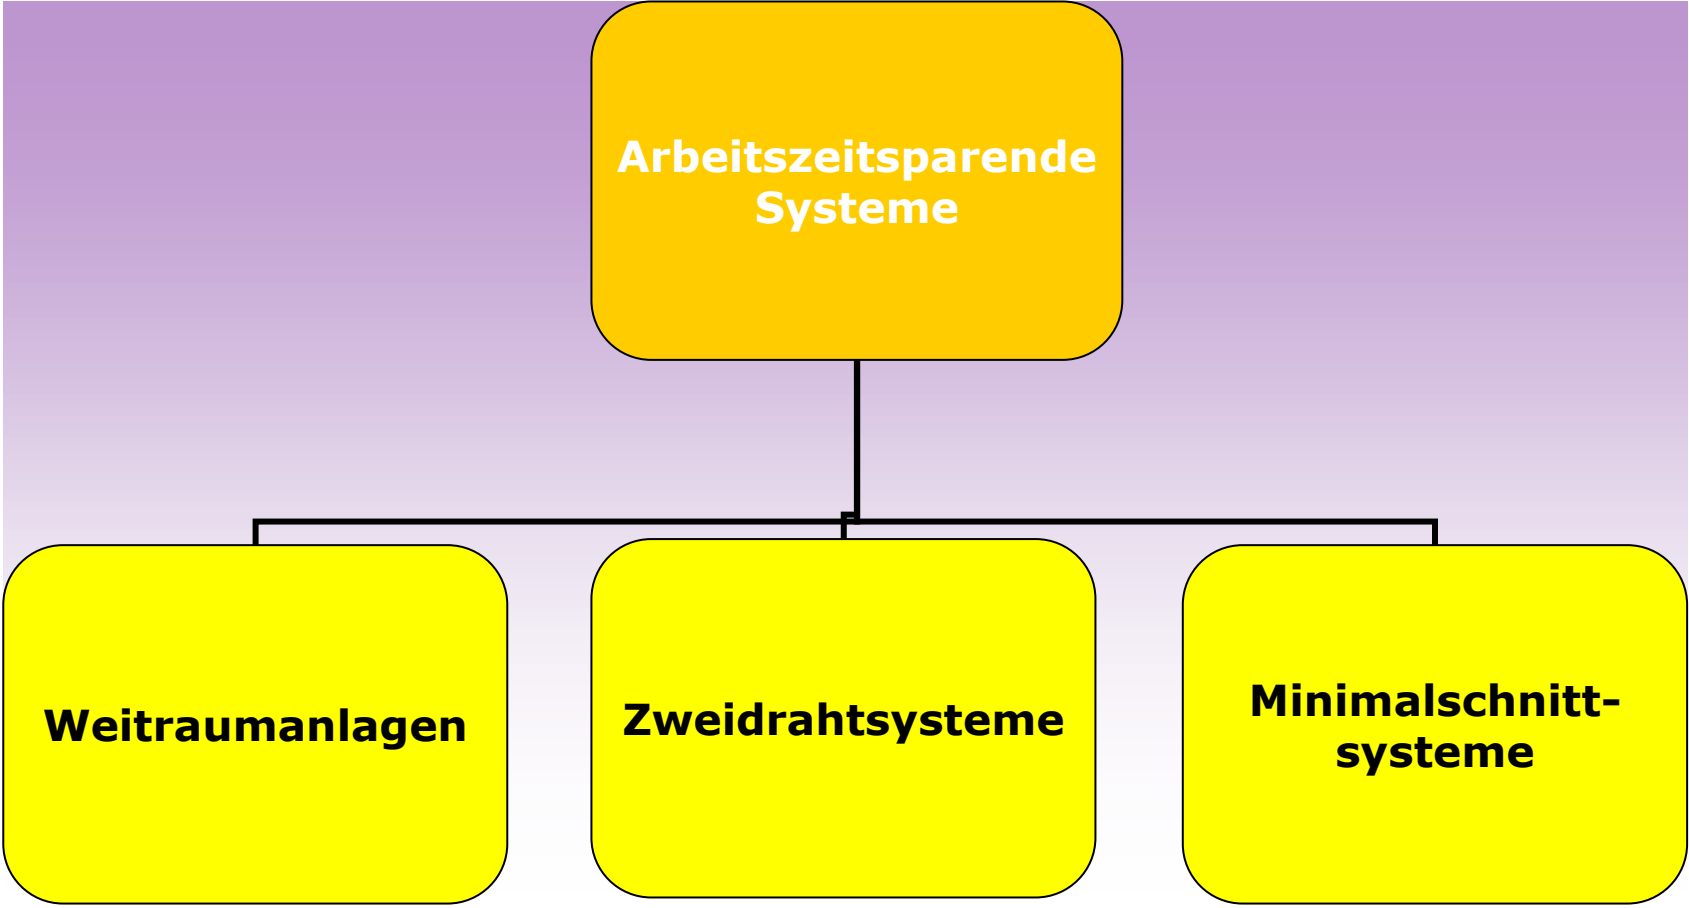 Arbeitszeitsparende
Systeme
Weitraumanlagen
Zweidrahtsysteme
Minimalschnitt-
systeme